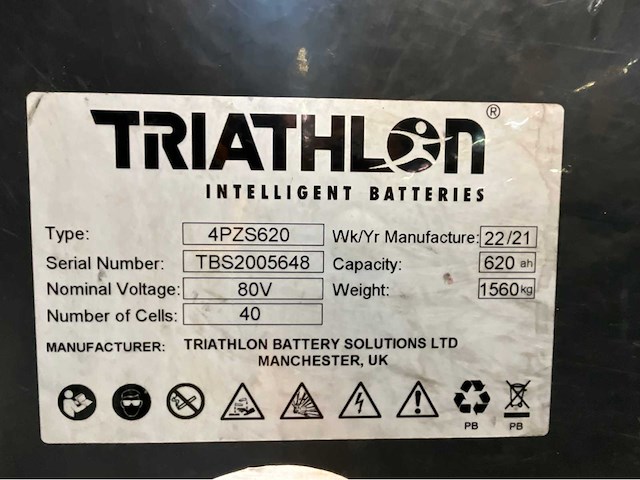 TRIATHLON®
INTELLIGENT BATTERIES
Type: 4PZS620 Wk/Yr Manufacture: 22/21
Serial Number: TBS2005648 Capacity: 620 ah
Nominal Voltage: 80V Weight: 1560kg
Number of Cells: 40
MANUFACTURER: TRIATHLON BATTERY SOLUTIONS LTD
MANCHESTER, UK
PB PB